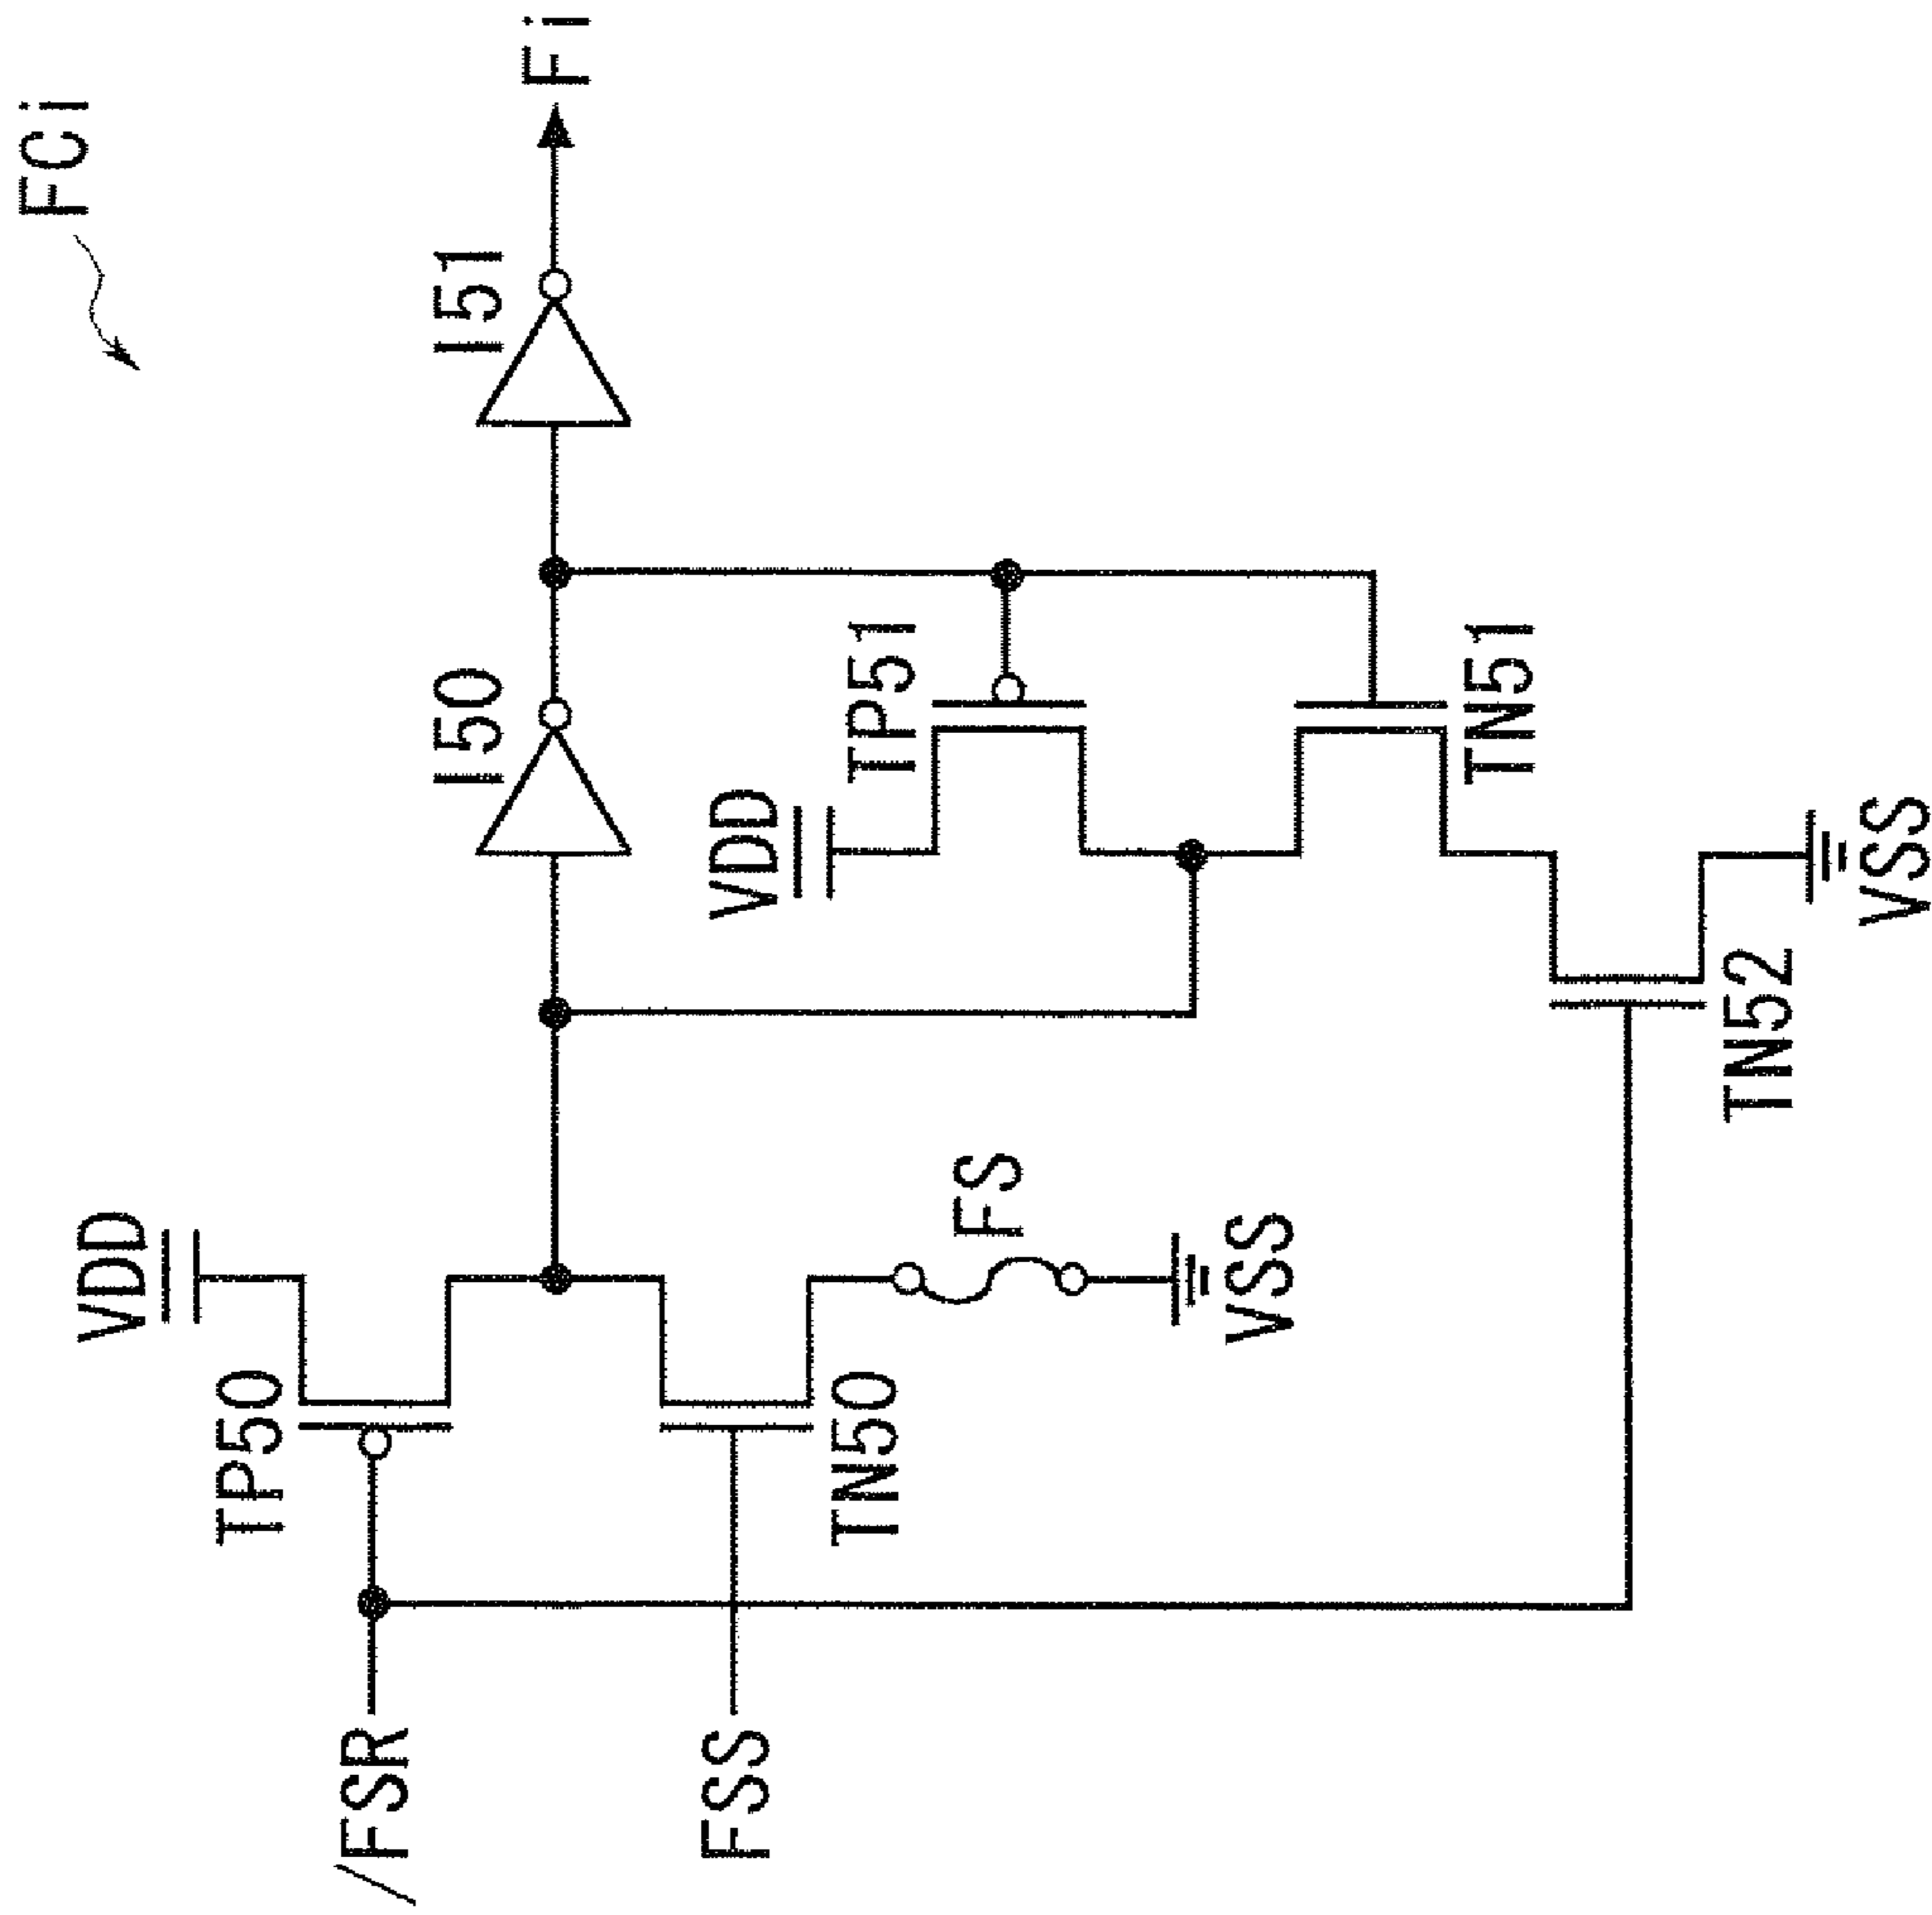 FCi
VDD
TP50
/FSR
FSS
TN50
FS
VSS
I50
I51
Fi
VDD
TP51
TN51
TN52
VSS